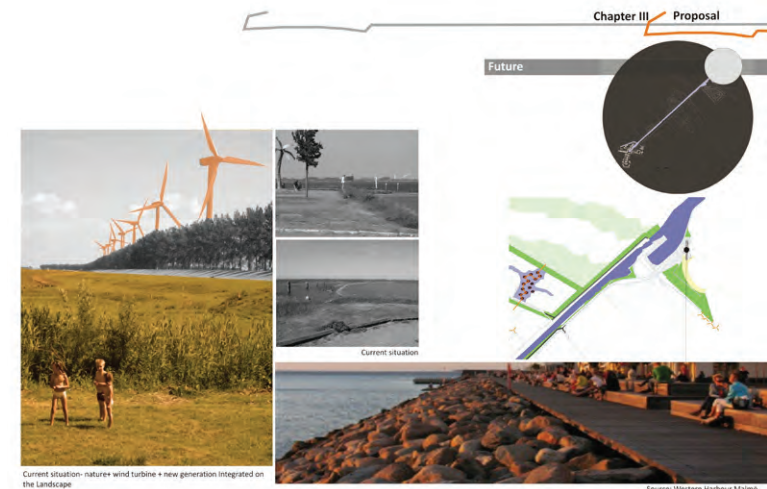 Chapter III Proposal
Future
Current situation
Current situation- nature+ wind turbine + new generation Integrated on
the Landscape
Source: Western Harbour Malmö